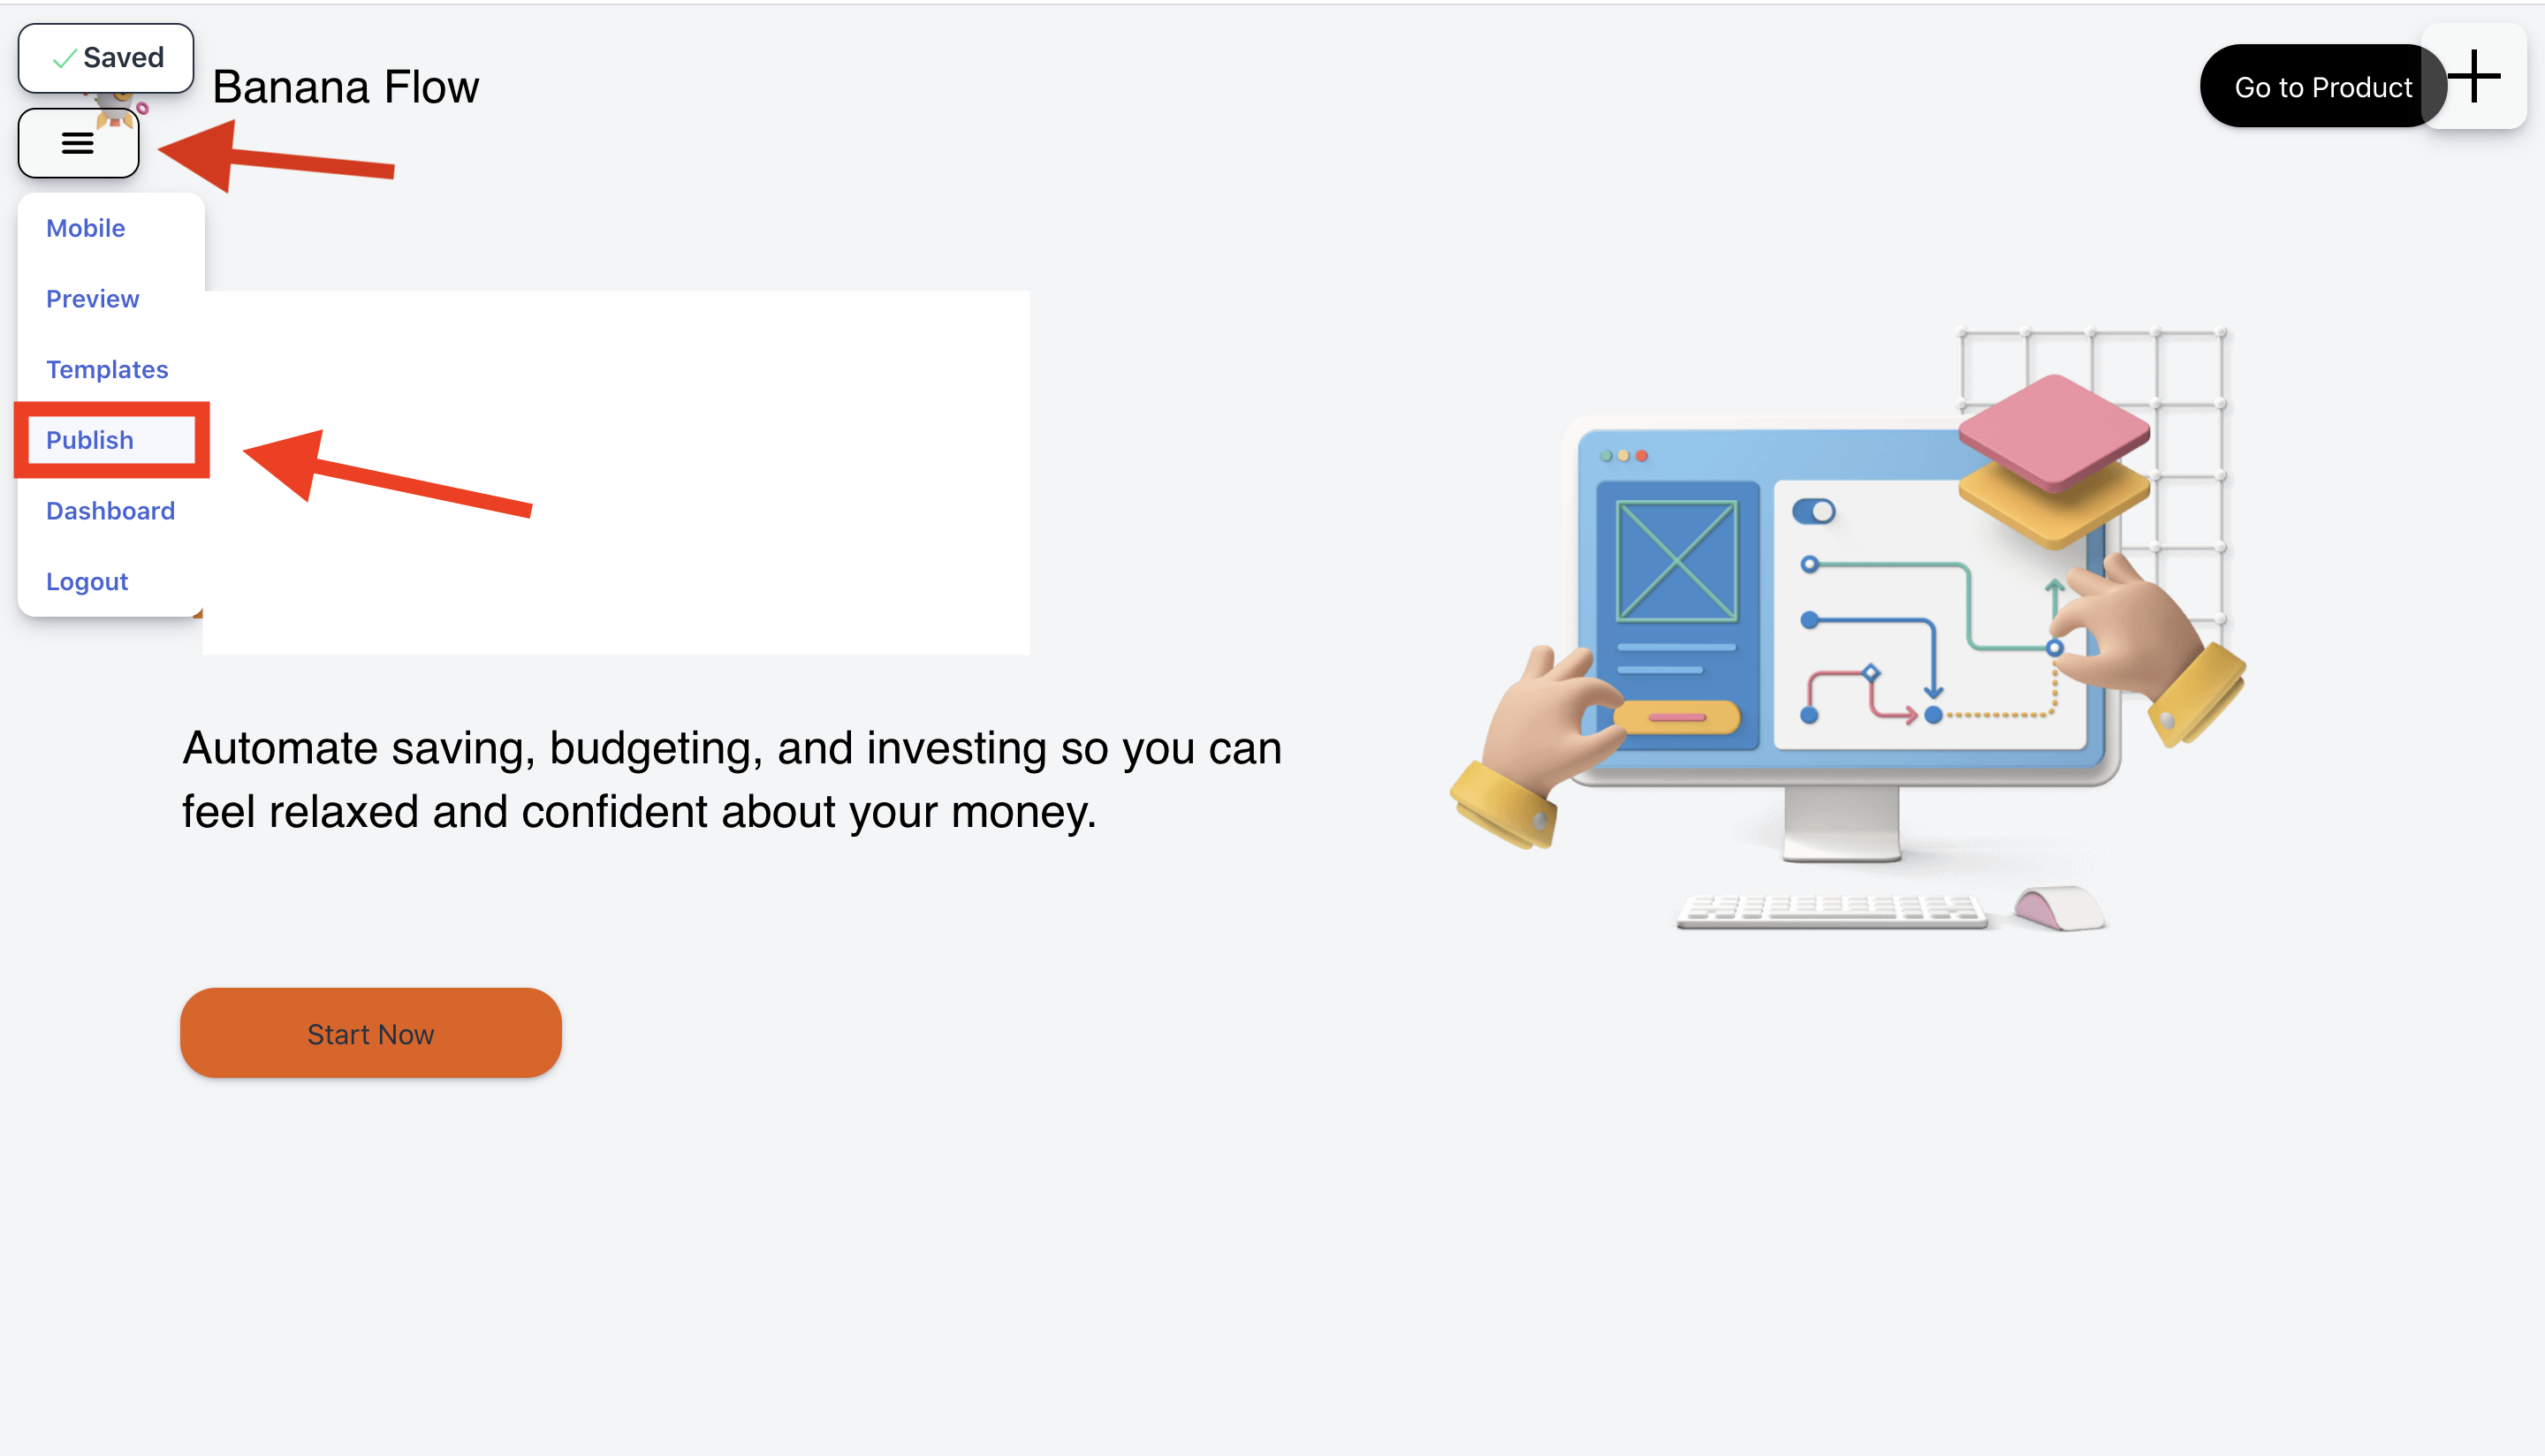 Saved
Banana Flow
Go to Product
Mobile
Preview
Templates
Publish
Dashboard
Logout
Automate saving, budgeting, and investing so you can
feel relaxed and confident about your money.
Start Now